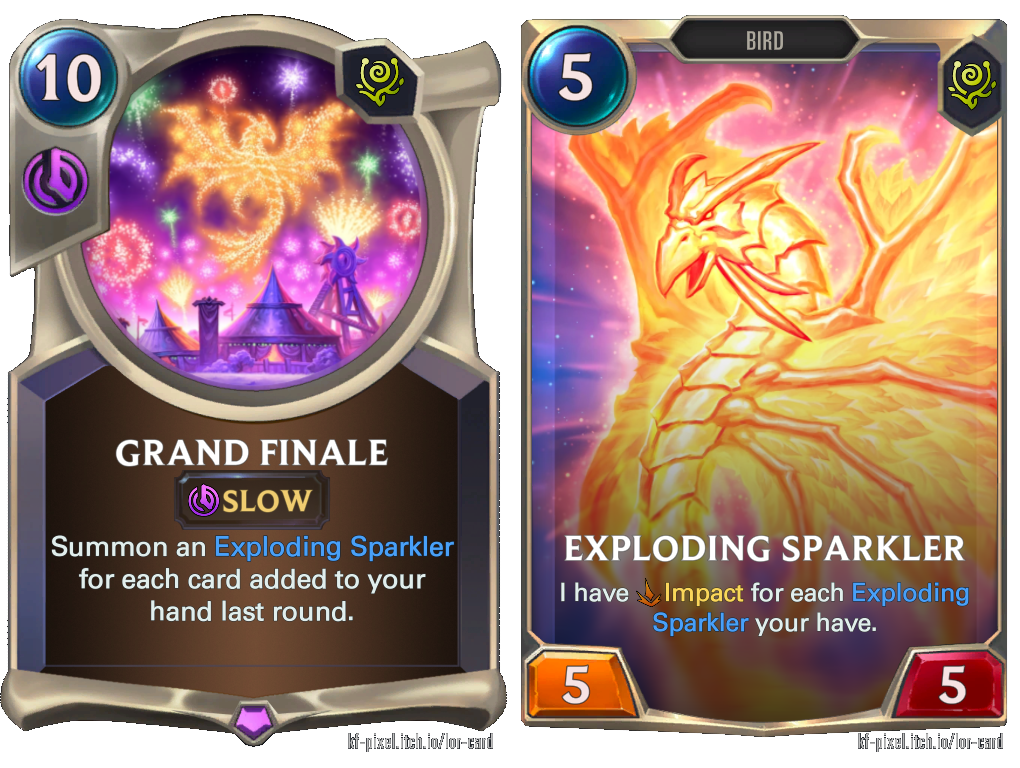 10
GRAND FINALE
SLOW
Summon an Exploding Sparkler
for each card added to your
hand last round.
kf-pixel.itch.io/lor-card
BIRD
5
EXPLODING SPARKLER
I have Impact for each Exploding
Sparkler your have.
5
5
kf-pixel.itch.io/lor-card